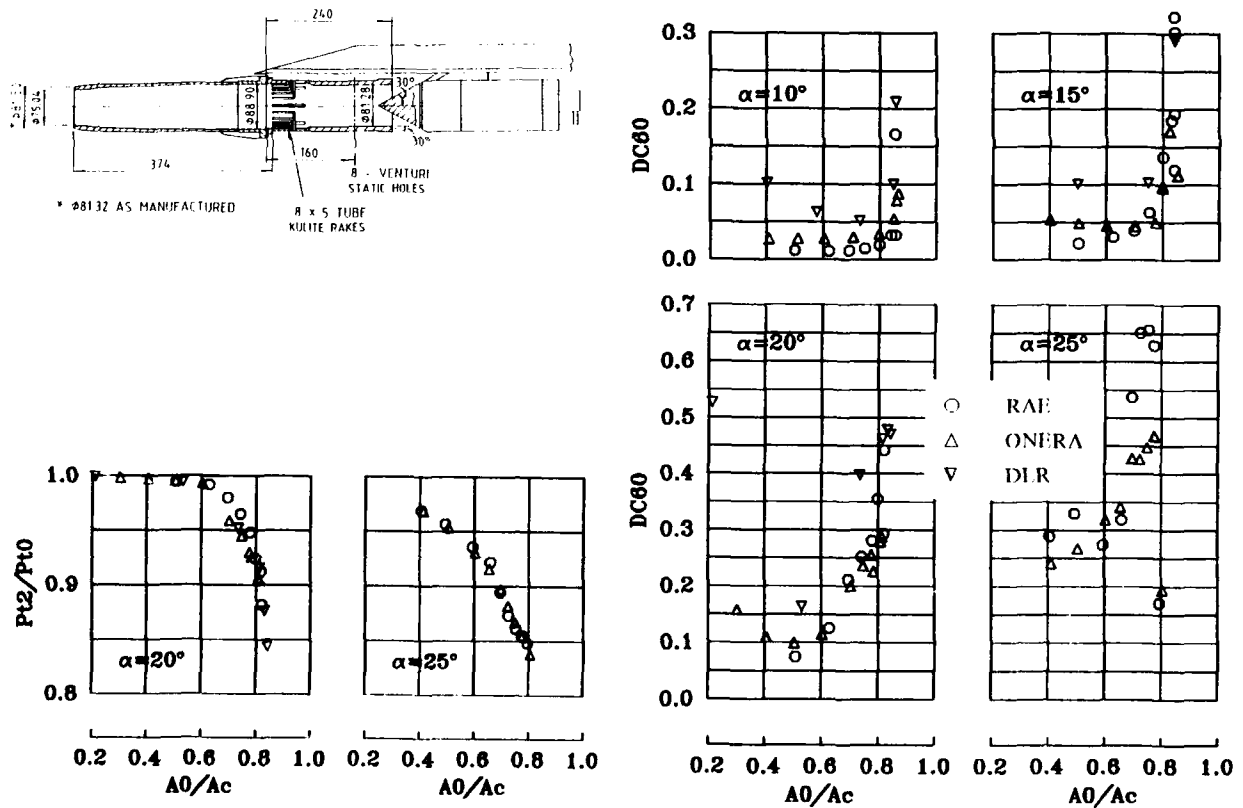 240
30°
30°
ø75.04
ø88.90
ø81.28
374
160
8 - VENTURI
STATIC HOLES
* ø81.32 AS MANUFACTURED
8 x 5 TUBE
KULITE RAKES
Pt2/Pt0
1.0
0.9
0.8
α=20°
α=25°
0.2 0.4 0.6 0.8 1.0
0.2 0.4 0.6 0.8 1.0
A0/Ac
A0/Ac
DC60
0.3
0.2
0.1
0.0
α=10°
α=15°
DC60
0.7
0.6
0.5
0.4
0.3
0.2
0.1
0.0
α=20°
α=25°
RAE
ONERA
DLR
0.2 0.4 0.6 0.8 1.0
0.2 0.4 0.6 0.8 1.0
A0/Ac
A0/Ac